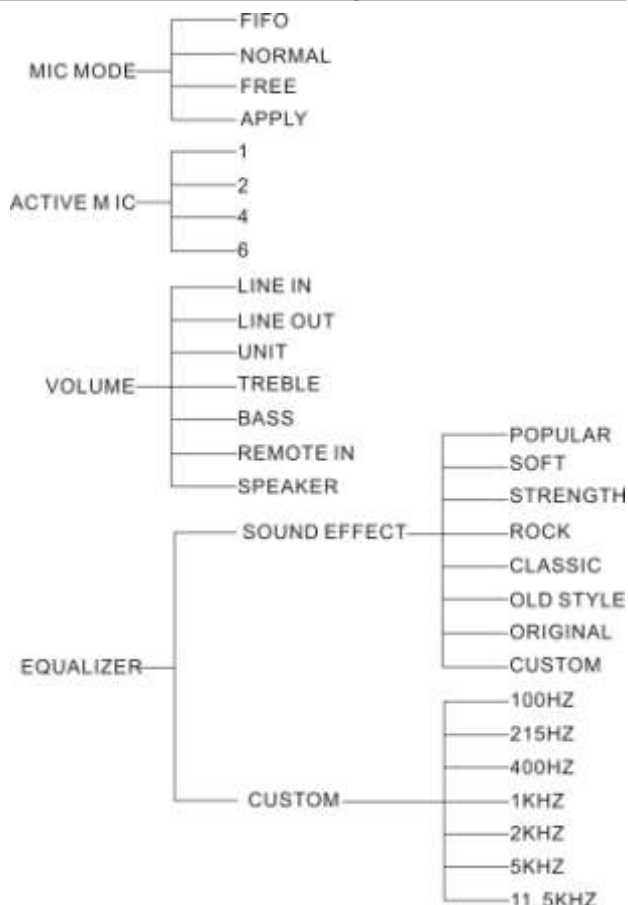 MIC MODE
FIFO
NORMAL
FREE
APPLY
ACTIVE M IC
1
2
4
6
VOLUME
LINE IN
LINE OUT
UNIT
TREBLE
BASS
REMOTE IN
SPEAKER
EQUALIZER
SOUND EFFECT
POPULAR
SOFT
STRENGTH
ROCK
CLASSIC
OLD STYLE
ORIGINAL
CUSTOM
CUSTOM
100HZ
215HZ
400HZ
1KHZ
2KHZ
5KHZ
11. 5KHZ